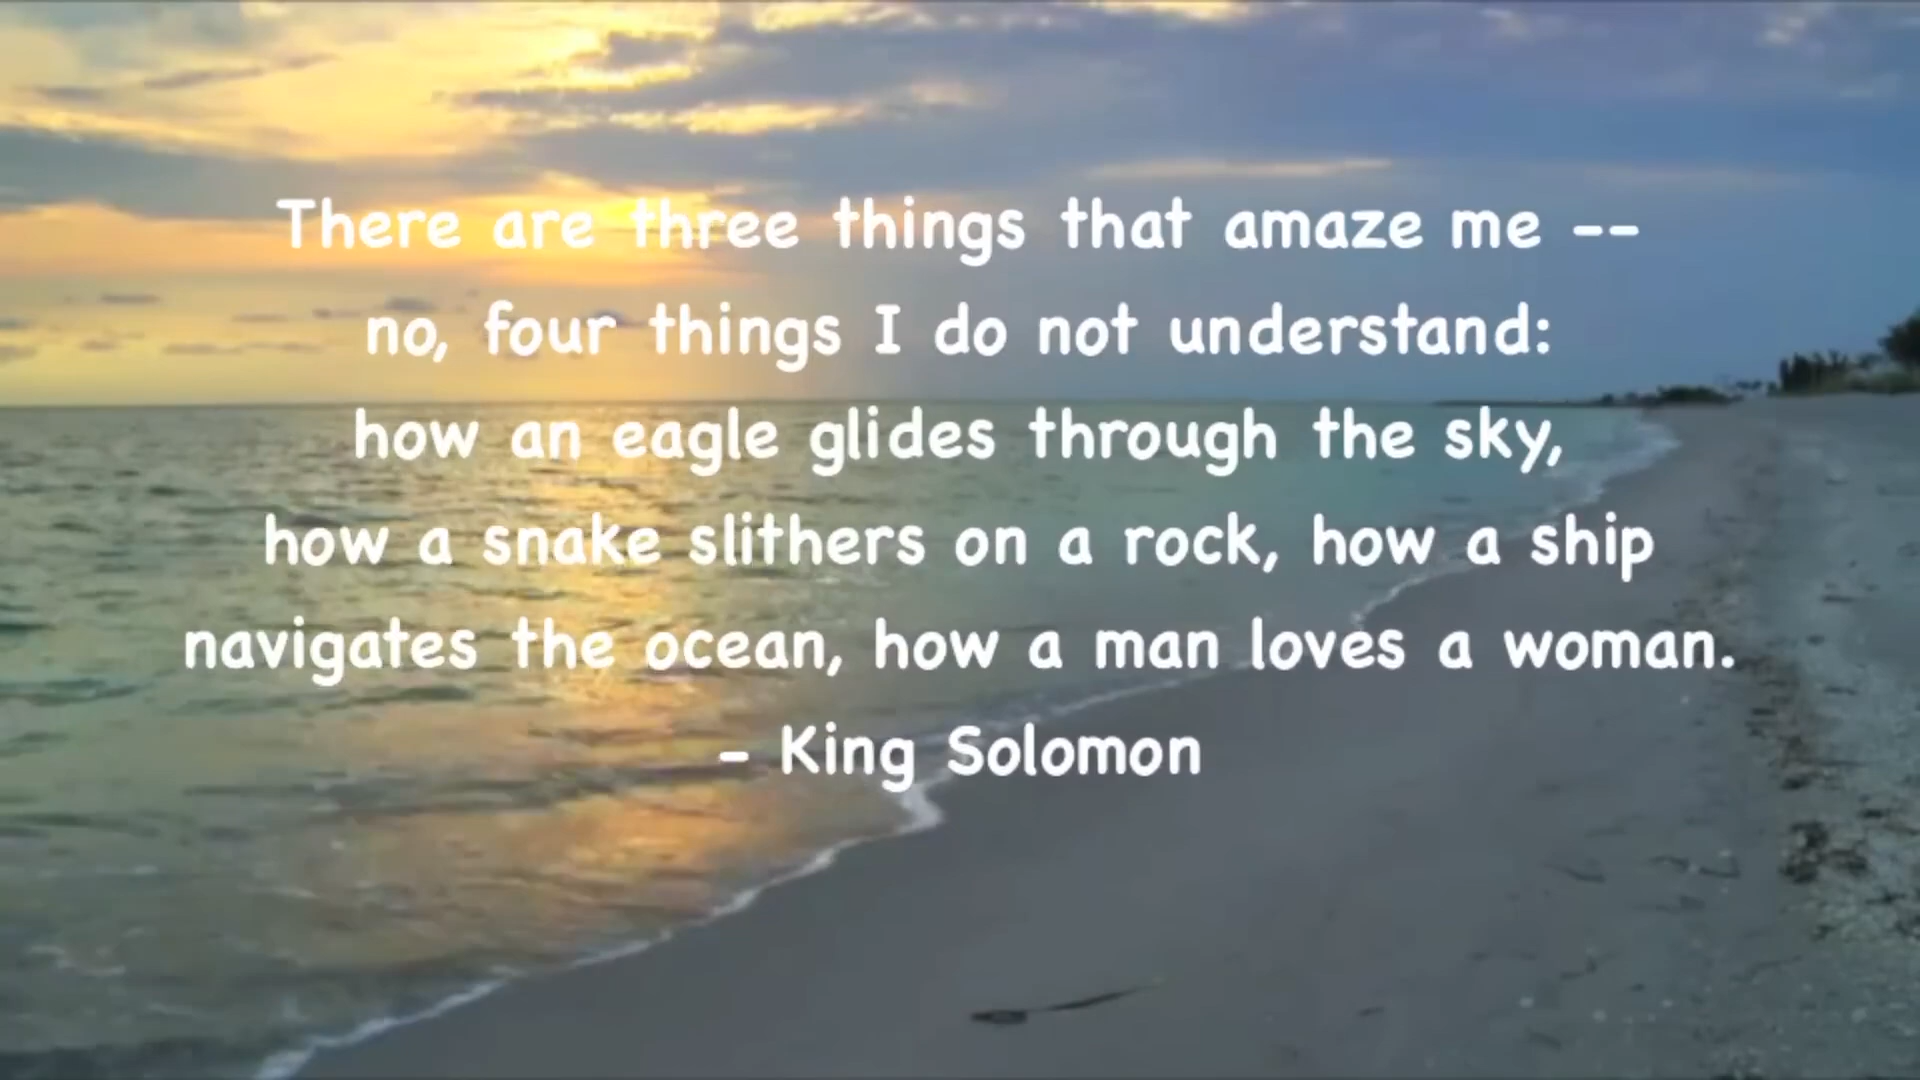 There are three things that amaze me --
no, four things I do not understand:
how an eagle glides through the sky,
how a snake slithers on a rock, how a ship
navigates the ocean, how a man loves a woman.
- King Solomon